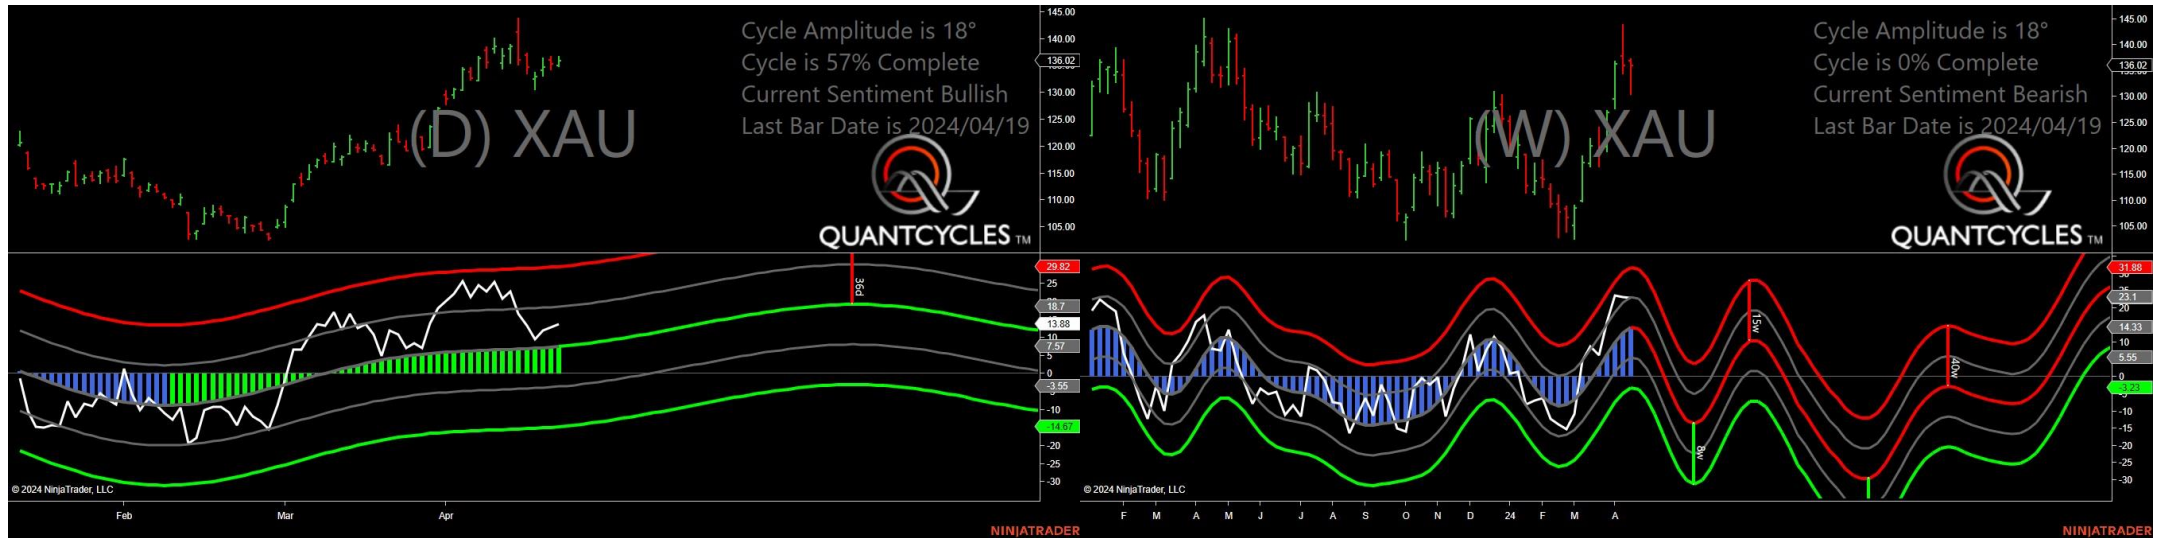 145.00
Cycle Amplitude is 18°
140.00
Cycle is 57% Complete
136.02
Current Sentiment Bullish
130.00
Last Bar Date is 2024/04/19
125.00
(D) XAU
120.00
115.00
110.00
105.00
QUANTCYCLES TM
29.82
25
36d
18.7
13.88
10
7.57
5
0
-3.55
-10
-14.67
-20
-25
-30
© 2024 NinjaTrader, LLC
Feb Mar Apr
NINJATRADER
145.00
Cycle Amplitude is 18°
140.00
Cycle is 0% Complete
136.02
Current Sentiment Bearish
130.00
Last Bar Date is 2024/04/19
125.00
(W) XAU
120.00
115.00
110.00
105.00
QUANTCYCLES TM
31.88
23.1
20
15w
14.33
10
5.55
40w
0
-3.23
-10
-15
8w
-20
-25
-30
© 2024 NinjaTrader, LLC
F M A M J J A S O N D 24 F M A
NINJATRADER